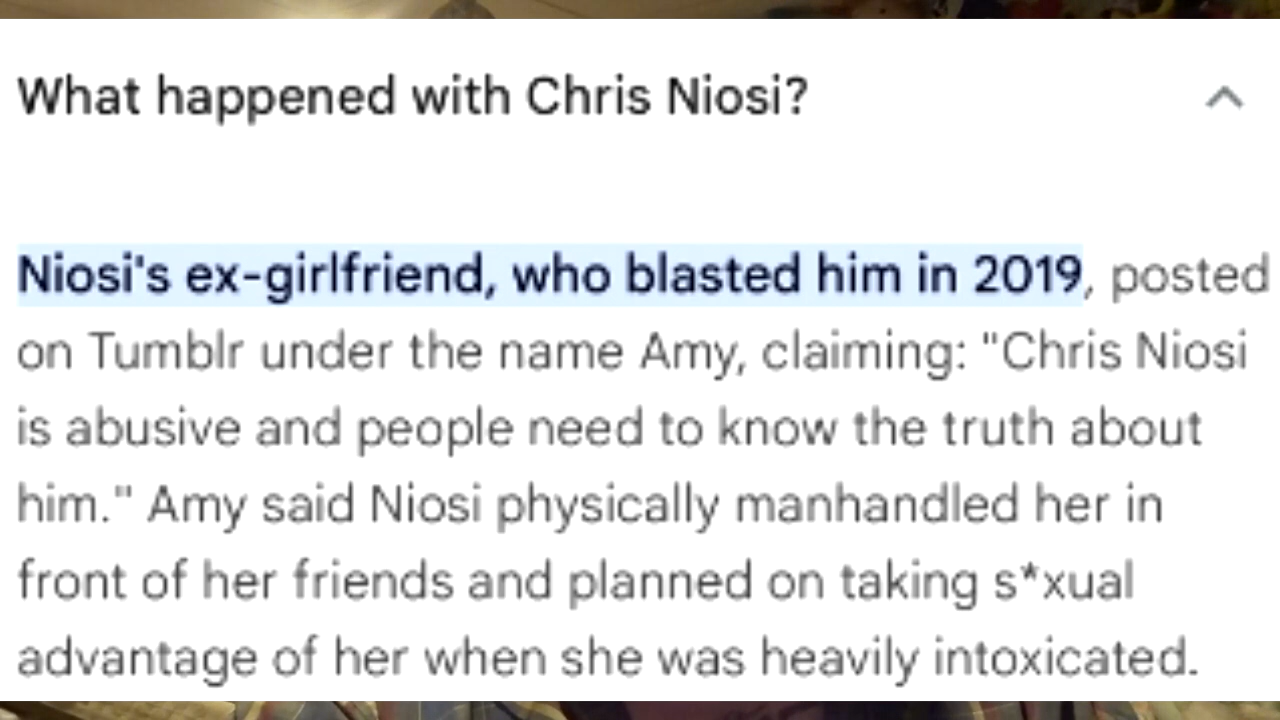 What happened with Chris Niosi?
Niosi's ex-girlfriend, who blasted him in 2019, posted
on Tumblr under the name Amy, claiming: "Chris Niosi
is abusive and people need to know the truth about
him." Amy said Niosi physically manhandled her in
front of her friends and planned on taking s*xual
advantage of her when she was heavily intoxicated.